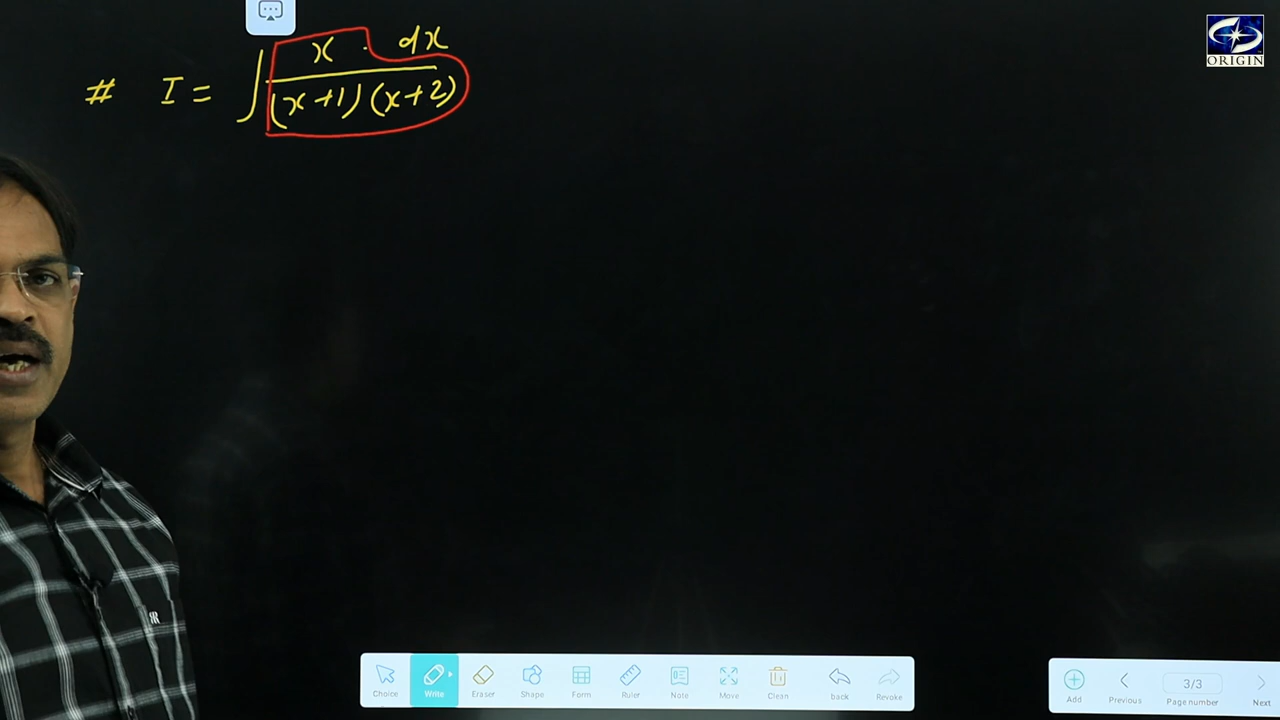 ORIGIN
# I = ∫ x · dx / (x+1)(x+2)
Choice Write Eraser Shape Form Ruler Note Move Clean back Revoke
Add Previous 3/3 Page number Next